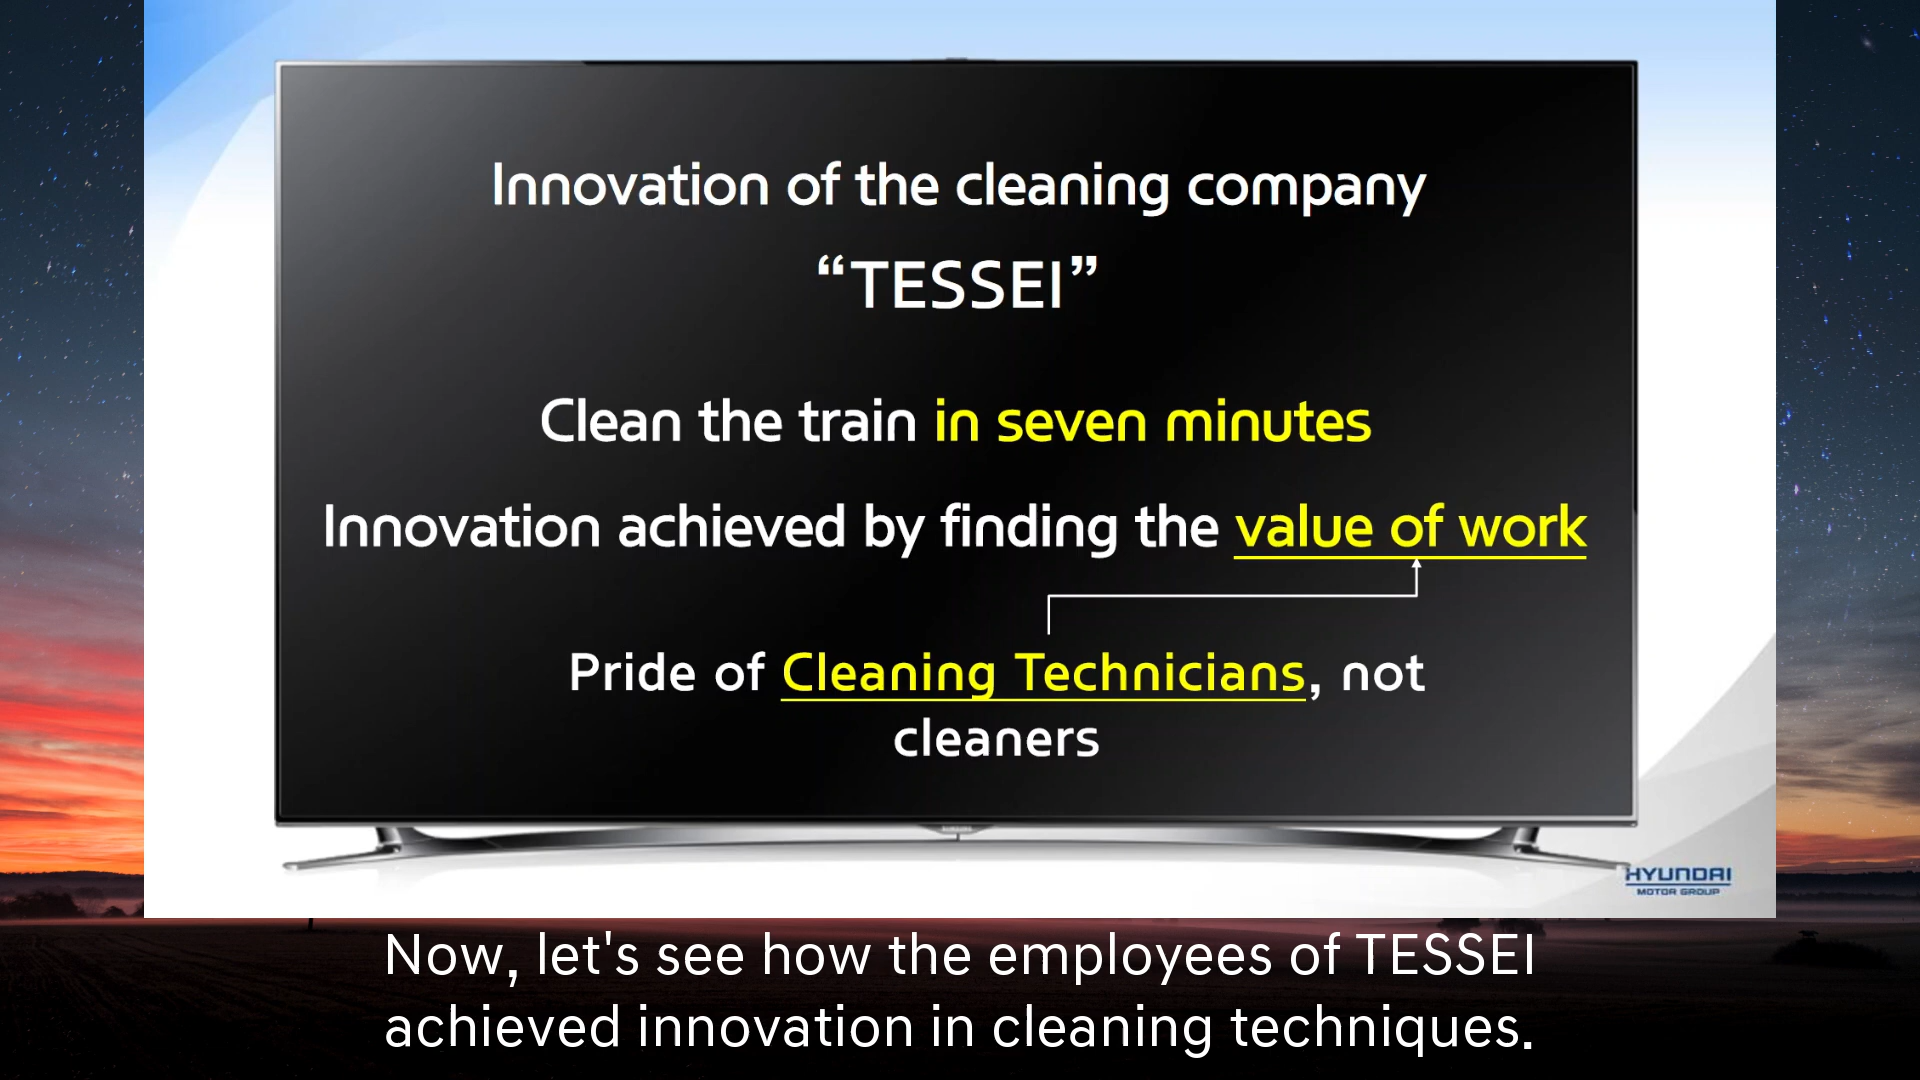 Innovation of the cleaning company
“TESSEI”
Clean the train in seven minutes
Innovation achieved by finding the value of work
Pride of Cleaning Technicians, not
cleaners
SAMSUNG
HYUNDAI
MOTOR GROUP
Now, let's see how the employees of TESSEI
achieved innovation in cleaning techniques.